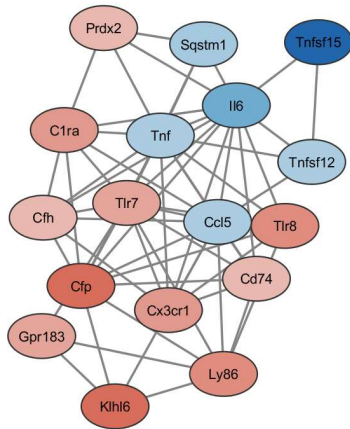 Prdx2
Sqstm1
Tnfsf15
Il6
C1ra
Tnf
Tnfsf12
Tlr7
Cfh
Ccl5
Tlr8
Cfp
Cd74
Cx3cr1
Gpr183
Ly86
Klhl6